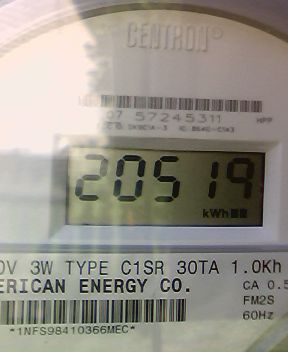 CENTRON®
07 57245311 HPP
20519
kWh
0V 3W TYPE C1SR 30TA 1.0Kh
ERICAN ENERGY CO. CA 0.5
FM2S
60Hz
*1NFS98410366MEC*